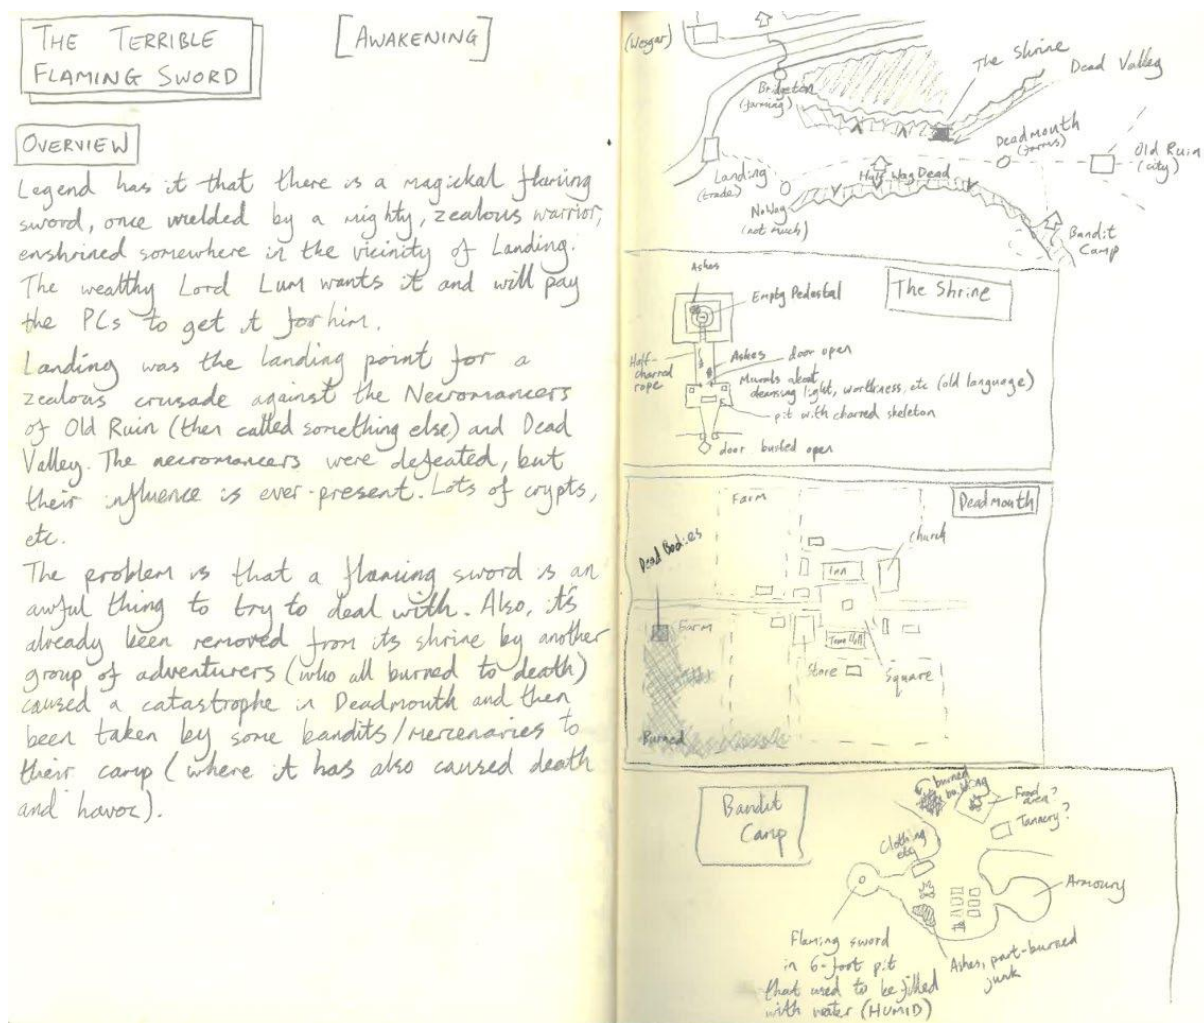 THE TERRIBLE
FLAMING SWORD
[AWAKENING]
OVERVIEW
Legend has it that there is a magickal flaming
sword, once wielded by a mighty, zealous warrior,
enshrined somewhere in the vicinity of Landing.
The wealthy Lord Lum wants it and will pay
the PCs to get it for him.
Landing was the landing point for a
zealous crusade against the Necromancers
of Old Ruin (then called something else) and Dead
Valley. The necromancers were defeated, but
their influence is ever-present. Lots of crypts,
etc.
The problem is that a flaming sword is an
awful thing to try to deal with. Also, it's
already been removed from its shrine by another
group of adventurers (who all burned to death)
caused a catastrophe in Deadmouth and then
been taken by some bandits/mercenaries to
their camp (where it has also caused death
and havoc).
(Wesgar)
The Shrine
Dead Valley
Bridgeton
(farming)
Deadmouth
(farms)
Old Ruin
(city)
Landing
(trade)
Half Way Dead
NoWay
(not much)
Bandit
Camp
The Shrine
Ashes
Empty Pedestal
Half-
charred
rope
Ashes
door open
Murals about
cleansing light, worthiness, etc (old language)
pit with charred skeleton
door busted open
Deadmouth
Farm
Dead Bodies
Church
Inn
Farm
Town Hall
Store
Square
Burned
Bandit
Camp
burned
building
Food
area?
Tannery?
Clothing
etc
Armoury
Flaming sword
in 6-foot pit
that used to be filled
with water (HUMID)
Ashes, part-burned
junk